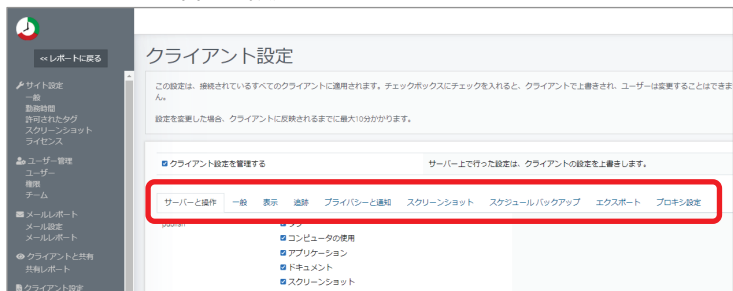 << レポートに戻る
サイト設定
一般
勤務時間
許可されたタグ
スクリーンショット
ライセンス
ユーザー管理
ユーザー
権限
チーム
メールレポート
メール設定
メールレポート
クライアントと共有
共有レポート
クライアント設定
クライアント設定
この設定は、接続されているすべてのクライアントに適用されます。チェックボックスにチェックを入れると、クライアントで上書きされ、ユーザーは変更することはできませ
ん。
設定を変更した場合、クライアントに反映されるまでに最大10分かかります。
クライアント設定を管理する サーバー上で行った設定は、クライアントの設定を上書きします。
サーバーと操作 一般 表示 追跡 プライバシーと通知 スクリーンショット スケジュール バックアップ エクスポート プロキシ設定
publish タグ
コンピュータの使用
アプリケーション
ドキュメント
スクリーンショット